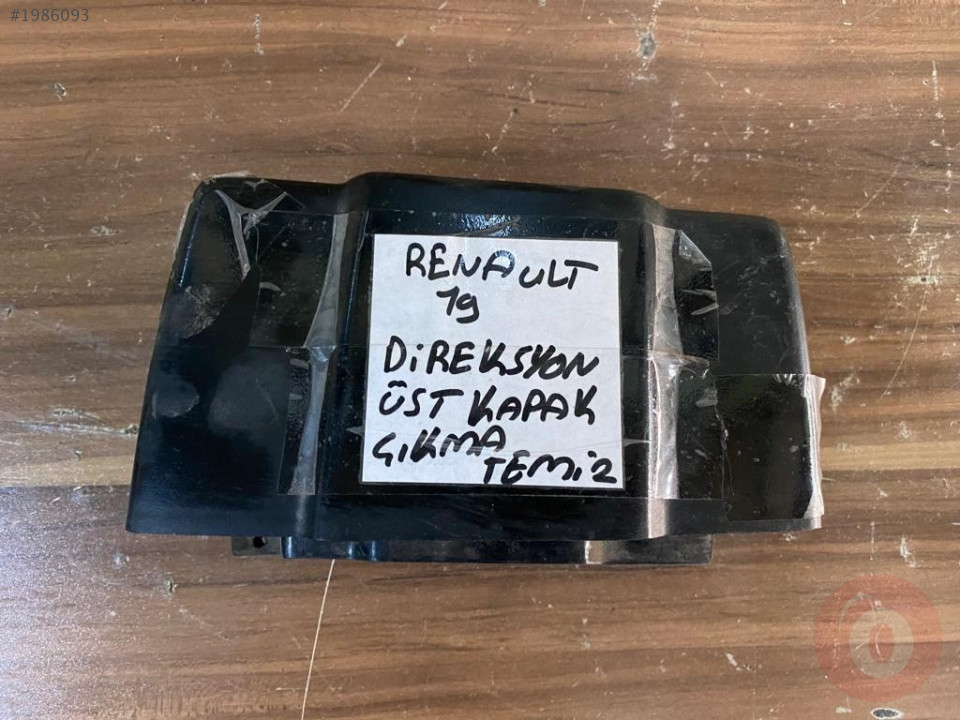 #1986093
RENAULT
19
DiREKSYON
ÜST KAPAK
ÇIKMA
TEMiz